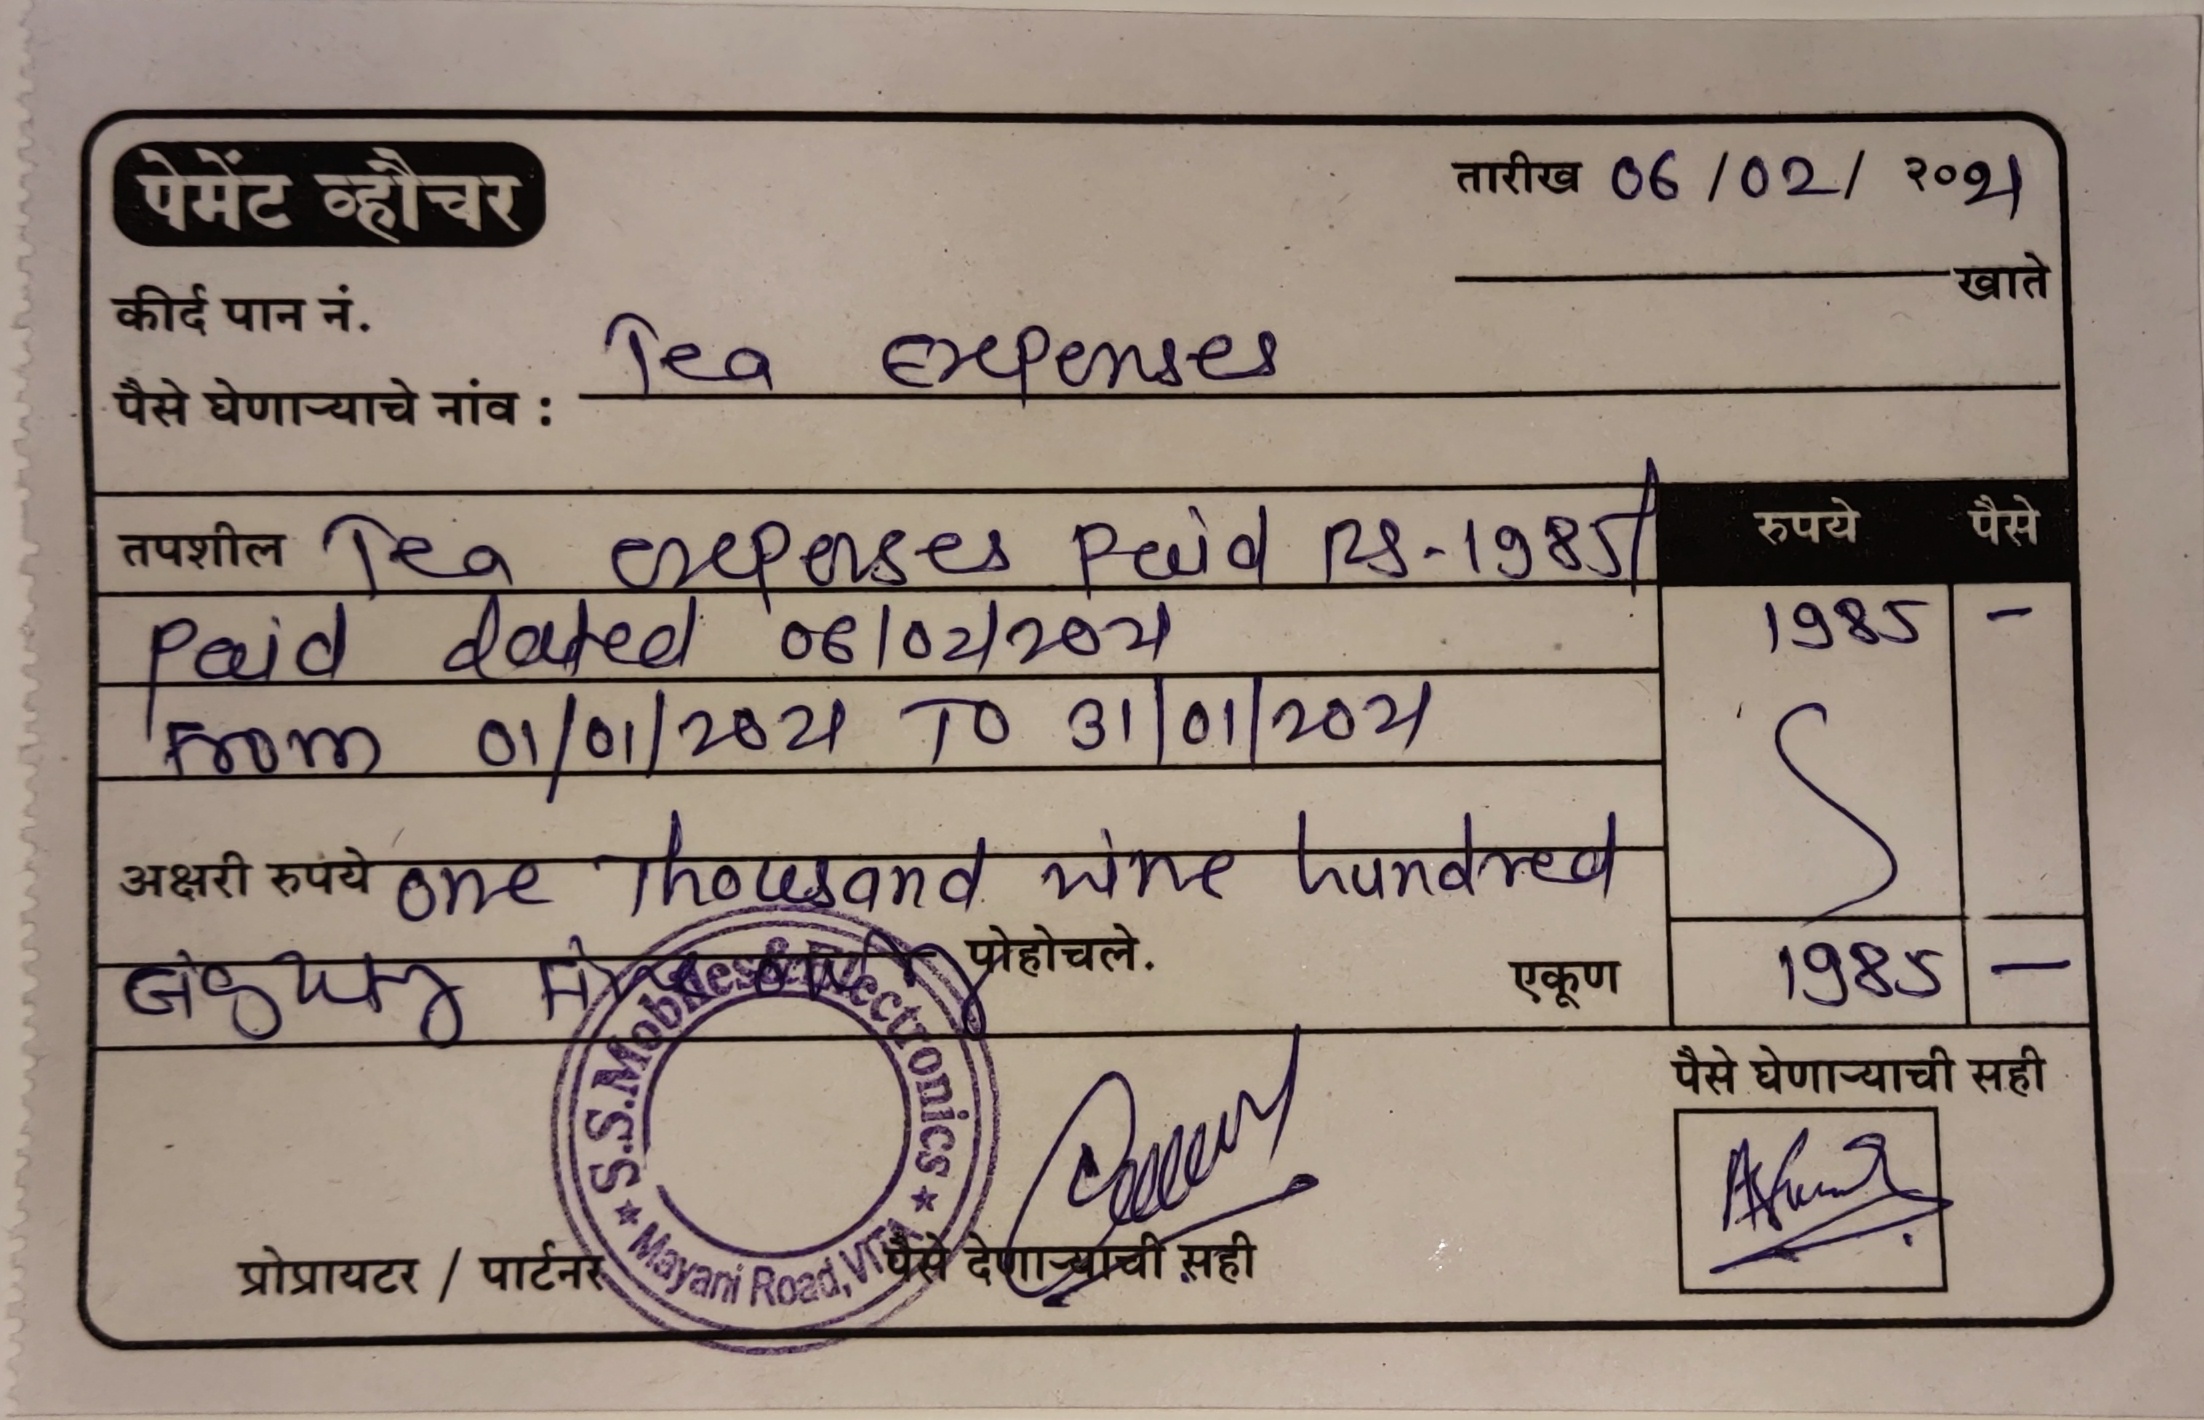 पेमेंट व्हौचर
तारीख 06/02/२०21
खाते
कीर्द पान नं.
पैसे घेणाऱ्याचे नांव : Tea expenses
तपशील Tea expenses paid RS-1985/ रुपये पैसे
paid dated 06/02/2021 1985 -
From 01/01/2021 TO 31/01/2021
अक्षरी रुपये one Thousand nine hundred
Eighty Five only पोहोचले. एकूण 1985 -
S.S.Mobiles & Electronics
Mayani Road, VITA
पैसे घेणाऱ्याची सही
प्रोप्रायटर / पार्टनर पैसे देणाऱ्याची सही